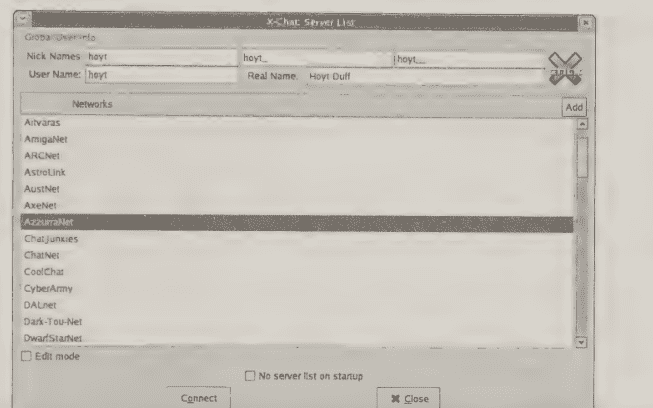 X-Chat: Server List
Global User Info
Nick Names: hoyt hoyt_ hoyt__
User Name: hoyt Real Name: Hoyt Duff
Networks Add
Aitvaras
AmigaNet
ARCNet
AstroLink
AustNet
AxeNet
AzzurraNet
ChatJunkies
ChatNet
CoolChat
CyberArmy
DALnet
Dark-Tou-Net
DwarfStarNet
Edit mode
No server list on startup
Connect Close